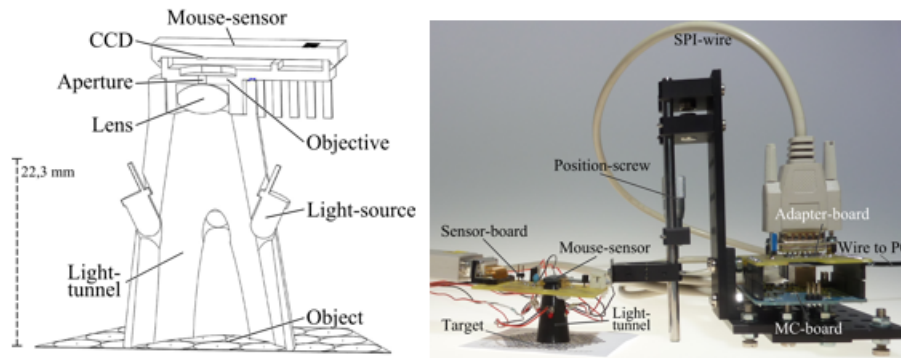 Mouse-sensor
CCD
Aperture
Lens
Objective
22,3 mm
Light-source
Light-
tunnel
Object
SPI-wire
Position-screw
Adapter-board
Sensor-board
Mouse-sensor
Wire to PC
Light-
tunnel
Target
MC-board